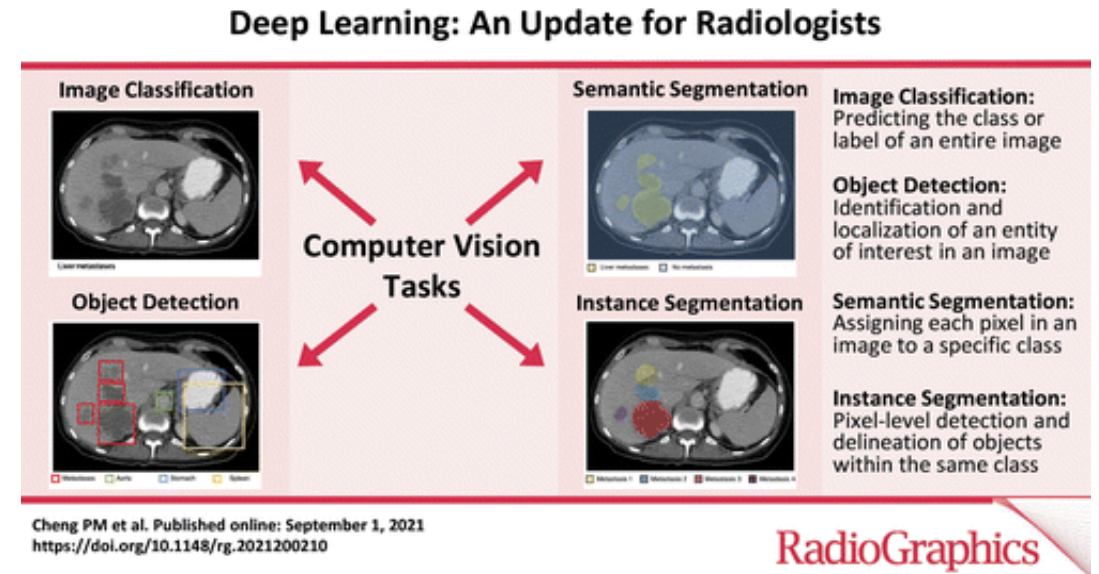 Deep Learning: An Update for Radiologists
Image Classification
Liver metastases
Object Detection
Metastases Aorta Stomach Spleen
Computer Vision
Tasks
Semantic Segmentation
Liver metastases No metastasis
Instance Segmentation
Metastasis 1 Metastasis 2 Metastasis 3 Metastasis 4
Image Classification:
Predicting the class or
label of an entire image
Object Detection:
Identification and
localization of an entity
of interest in an image
Semantic Segmentation:
Assigning each pixel in an
image to a specific class
Instance Segmentation:
Pixel-level detection and
delineation of objects
within the same class
Cheng PM et al. Published online: September 1, 2021
https://doi.org/10.1148/rg.2021200210
RadioGraphics